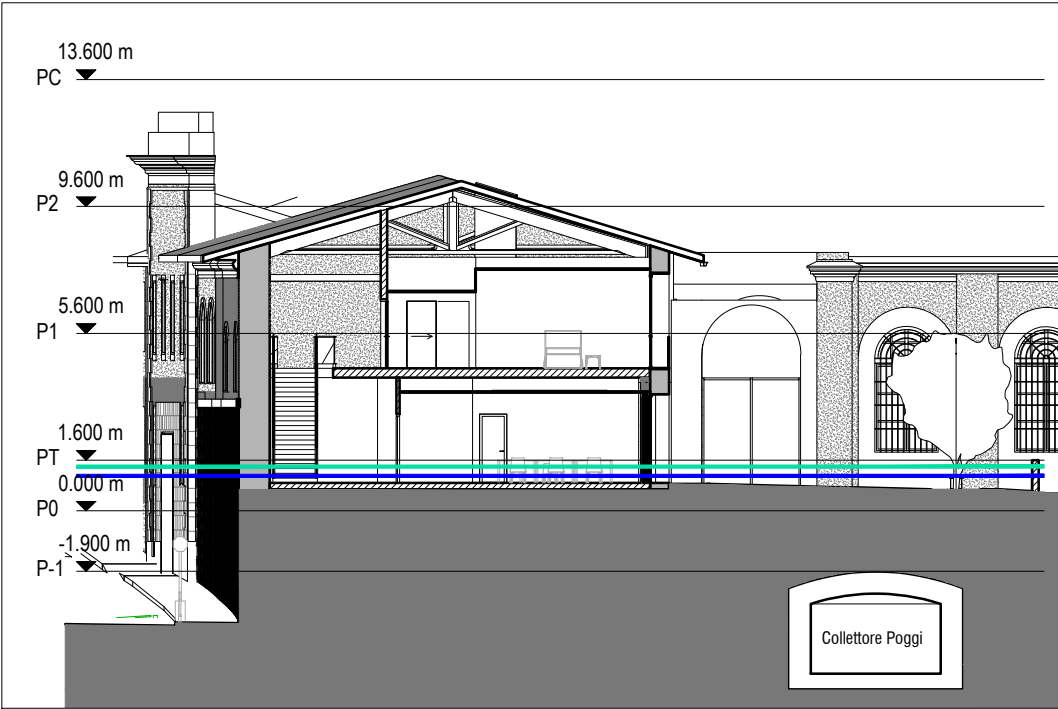 13.600 m
PC
9.600 m
P2
5.600 m
P1
1.600 m
PT
0.000 m
P0
-1.900 m
P-1
Collettore Poggi